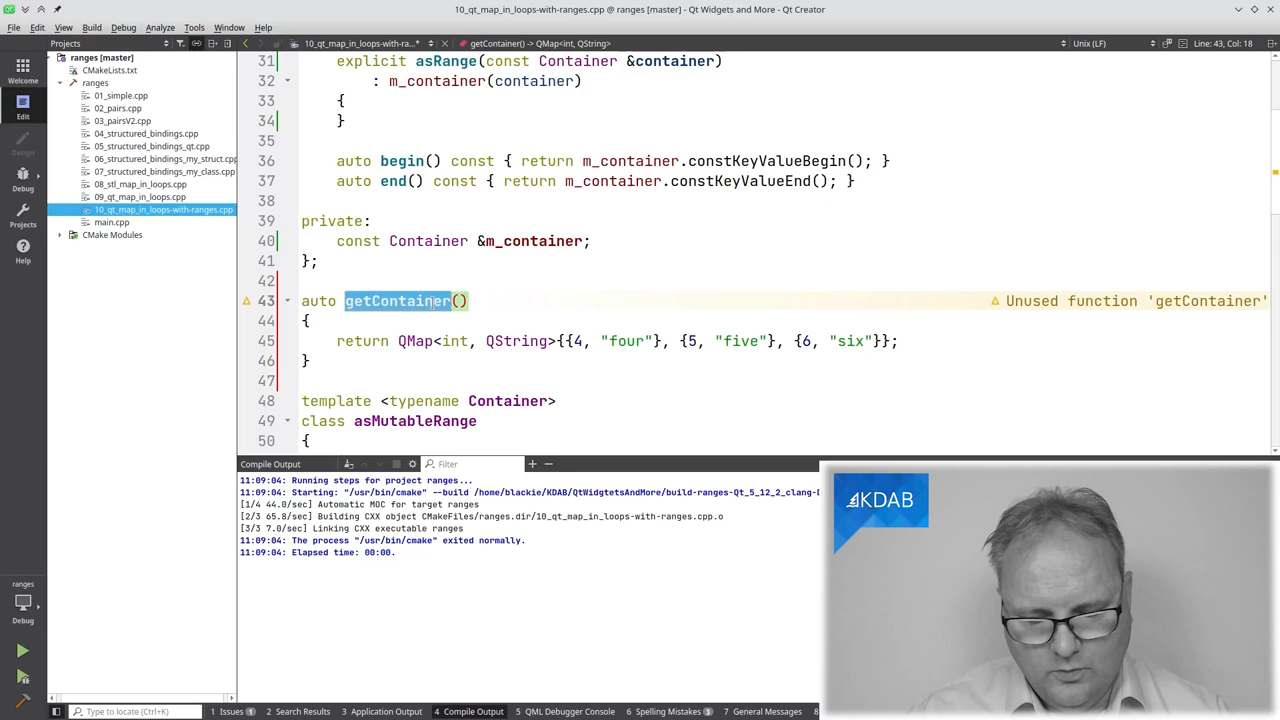 10_qt_map_in_loops-with-ranges.cpp @ ranges [master] - Qt Widgets and More - Qt Creator
File Edit View Build Debug Analyze Tools Window Help
Projects
10_qt_map_in_loops-with-ra...*
getContainer() -> QMap<int, QString>
Unix (LF)
Line: 43, Col: 18
Welcome
Edit
Design
Debug
Projects
Help
ranges
Debug
ranges [master]
CMakeLists.txt
ranges
01_simple.cpp
02_pairs.cpp
03_pairsV2.cpp
04_structured_bindings.cpp
05_structured_bindings_qt.cpp
06_structured_bindings_my_struct.cpp
07_structured_bindings_my_class.cpp
08_stl_map_in_loops.cpp
09_qt_map_in_loops.cpp
10_qt_map_in_loops-with-ranges.cpp
main.cpp
CMake Modules
31 explicit asRange(const Container &container)
32 : m_container(container)
33 {
34 }
35
36 auto begin() const { return m_container.constKeyValueBegin(); }
37 auto end() const { return m_container.constKeyValueEnd(); }
38
39 private:
40 const Container &m_container;
41 };
42
43 auto getContainer() Unused function 'getContainer'
44 {
45 return QMap<int, QString>{{4, "four"}, {5, "five"}, {6, "six"}};
46 }
47
48 template <typename Container>
49 class asMutableRange
50 {
Compile Output
Filter
11:09:04: Running steps for project ranges...
11:09:04: Starting: "/usr/bin/cmake" --build /home/blackie/KDAB/QtWidgtetsAndMore/build-ranges-Qt_5_12_2_clang-D
[1/4 44.0/sec] Automatic MOC for target ranges
[2/3 65.8/sec] Building CXX object CMakeFiles/ranges.dir/10_qt_map_in_loops-with-ranges.cpp.o
[3/3 7.0/sec] Linking CXX executable ranges
11:09:04: The process "/usr/bin/cmake" exited normally.
11:09:04: Elapsed time: 00:00.
KDAB
Type to locate (Ctrl+K)
1 Issues 1
2 Search Results
3 Application Output
4 Compile Output
5 QML Debugger Console
6 Spelling Mistakes 3
7 General Messages
8